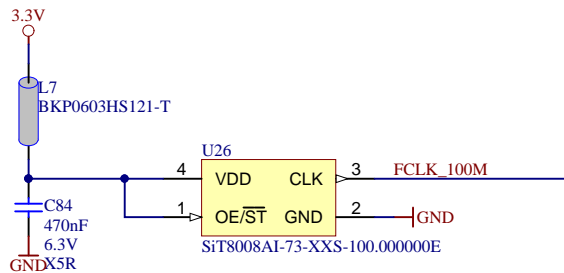 3.3V
L7
BKP0603HS121-T
U26
4 VDD CLK 3 FCLK_100M
1 OE/ST GND 2 GND
SiT8008AI-73-XXS-100.000000E
C84
470nF
6.3V
GND X5R